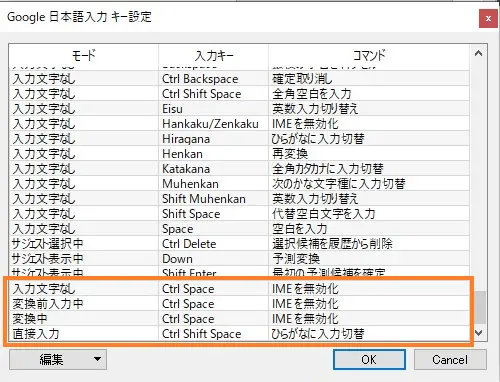 Google 日本語入力 キー設定
モード 入力キー コマンド
入力文字なし Backspace
入力文字なし Ctrl Backspace 確定取り消し
入力文字なし Ctrl Shift Space 全角空白を入力
入力文字なし Eisu 英数入力切り替え
入力文字なし Hankaku/Zenkaku IMEを無効化
入力文字なし Hiragana ひらがなに入力切替
入力文字なし Henkan 再変換
入力文字なし Katakana 全角カタカナに入力切替
入力文字なし Muhenkan 次のかな文字種に入力切替
入力文字なし Shift Muhenkan 英数入力切り替え
入力文字なし Shift Space 代替空白文字を入力
入力文字なし Space 空白を入力
サジェスト選択中 Ctrl Delete 選択候補を履歴から削除
サジェスト表示中 Down 予測変換
サジェスト表示中 Shift Enter 最初の予測候補を確定
入力文字なし Ctrl Space IMEを無効化
変換前入力中 Ctrl Space IMEを無効化
変換中 Ctrl Space IMEを無効化
直接入力 Ctrl Shift Space ひらがなに入力切替
編集 OK Cancel